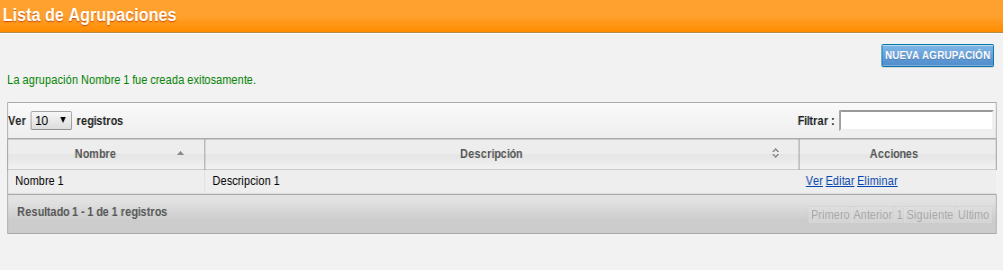 Lista de Agrupaciones
NUEVA AGRUPACIÓN
La agrupación Nombre 1 fue creada exitosamente.
Ver 10 registros Filtrar :
Nombre Descripción Acciones
Nombre 1 Descripcion 1 Ver Editar Eliminar
Resultado 1 - 1 de 1 registros
Primero Anterior 1 Siguiente Ultimo